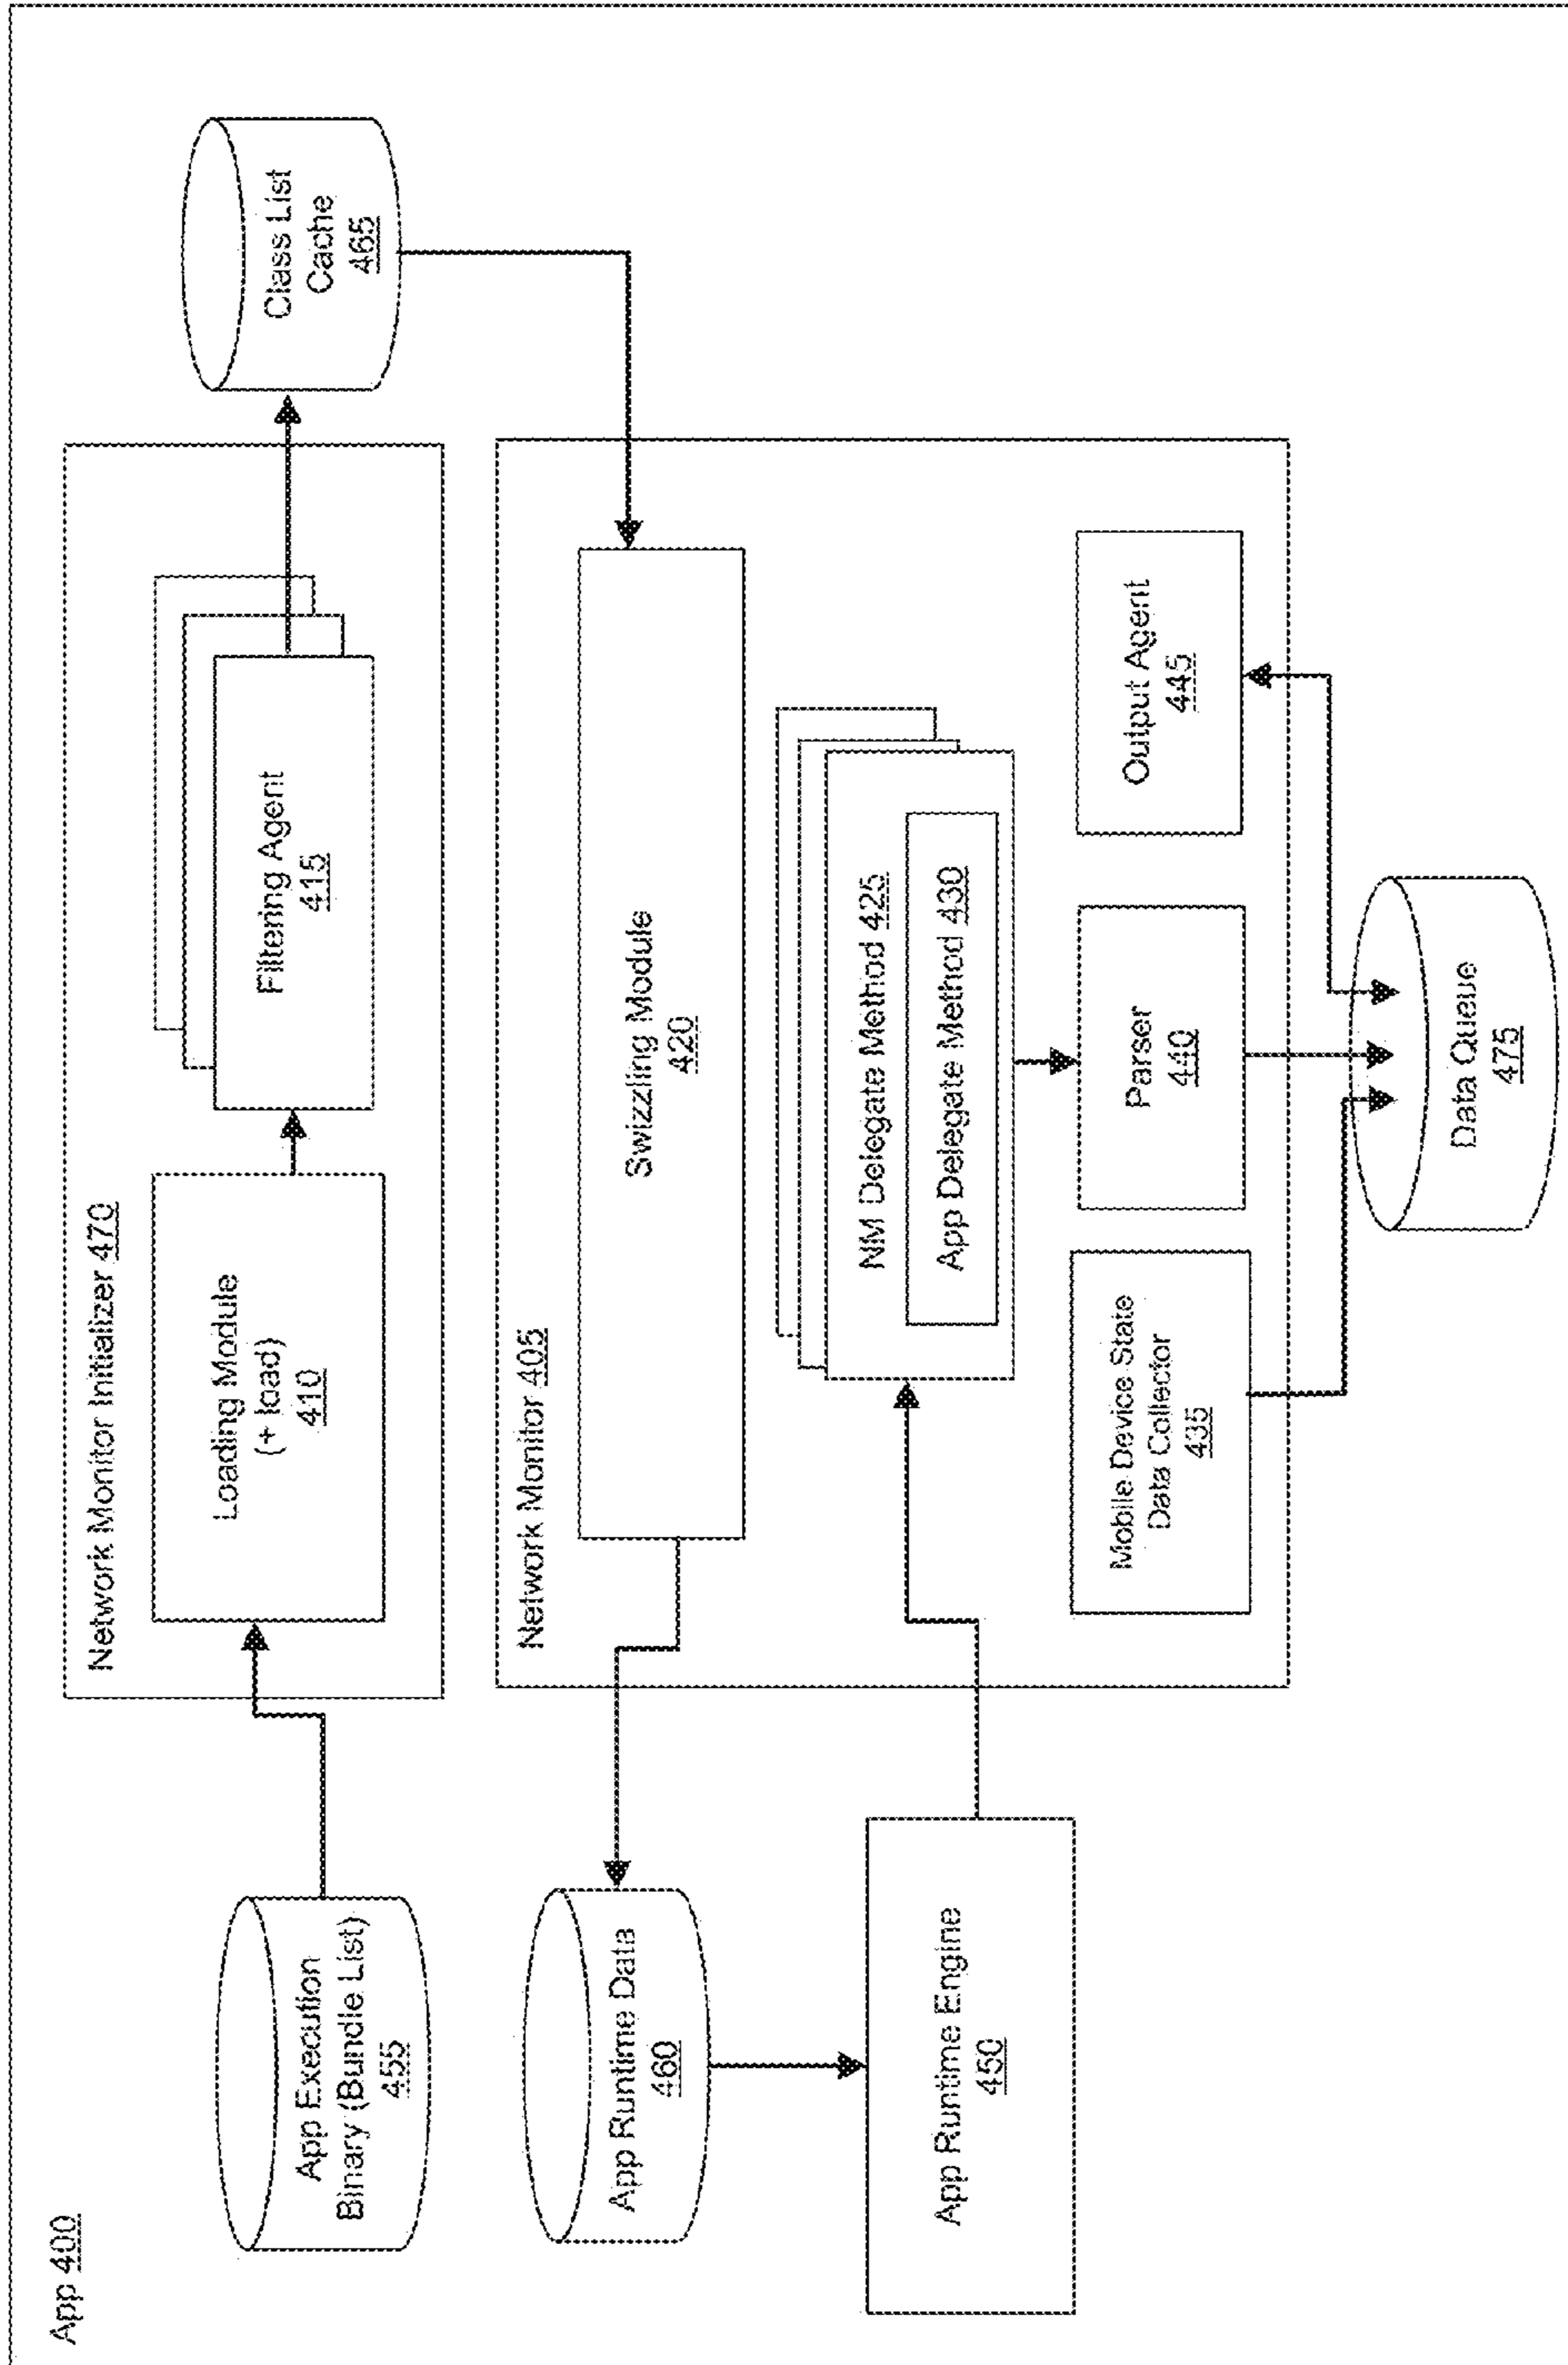 App 400
App Execution
Binary (Bundle List)
455
Network Monitor Initializer 470
Loading Module
(+ load)
410
Filtering Agent
415
Class List
Cache
465
App Runtime Data
460
App Runtime Engine
450
Network Monitor 405
Swizzling Module
420
NM Delegate Method 425
App Delegate Method 430
Mobile Device State
Data Collector
435
Parser
440
Output Agent
445
Data Queue
475